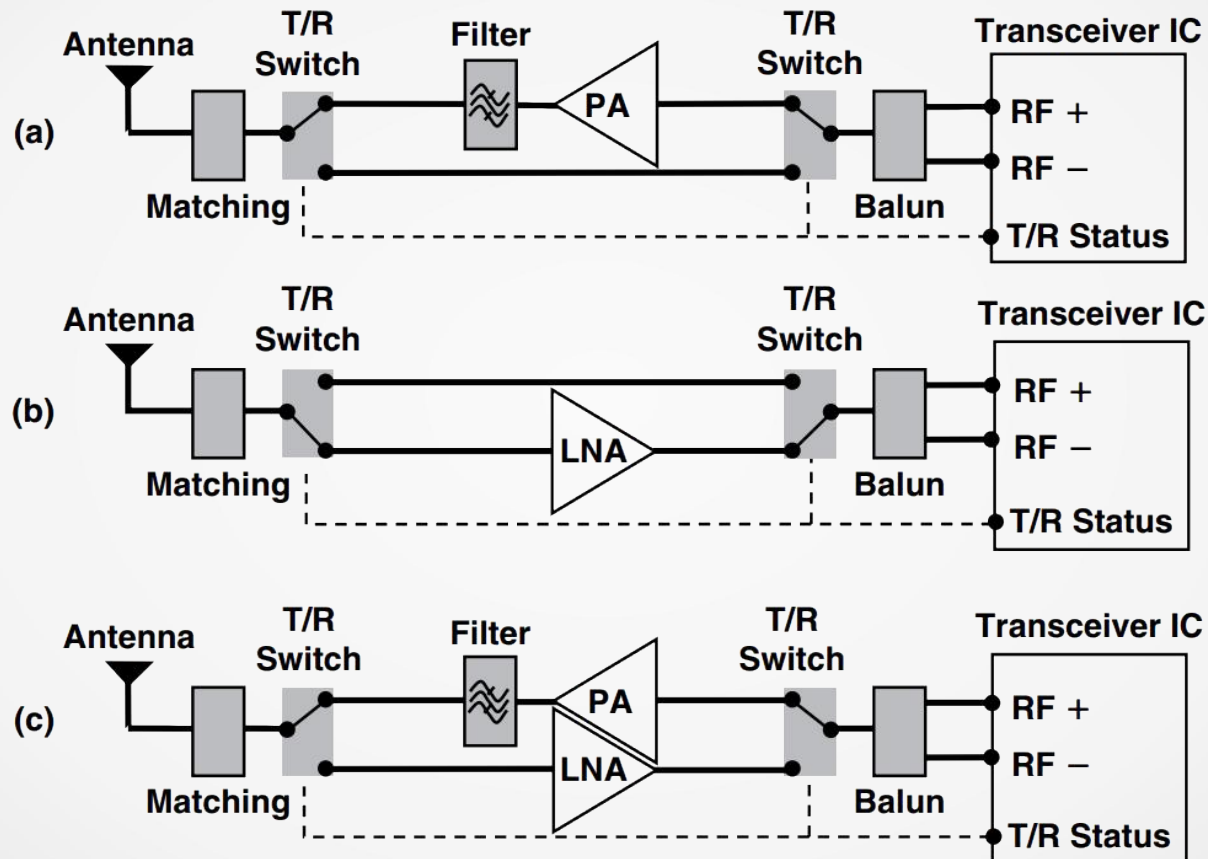 (a)
Antenna
T/R
Switch
Filter
PA
T/R
Switch
Transceiver IC
RF +
RF −
T/R Status
Matching
Balun
(b)
Antenna
T/R
Switch
T/R
Switch
Transceiver IC
LNA
RF +
RF −
T/R Status
Matching
Balun
(c)
Antenna
T/R
Switch
Filter
PA
LNA
T/R
Switch
Transceiver IC
RF +
RF −
T/R Status
Matching
Balun